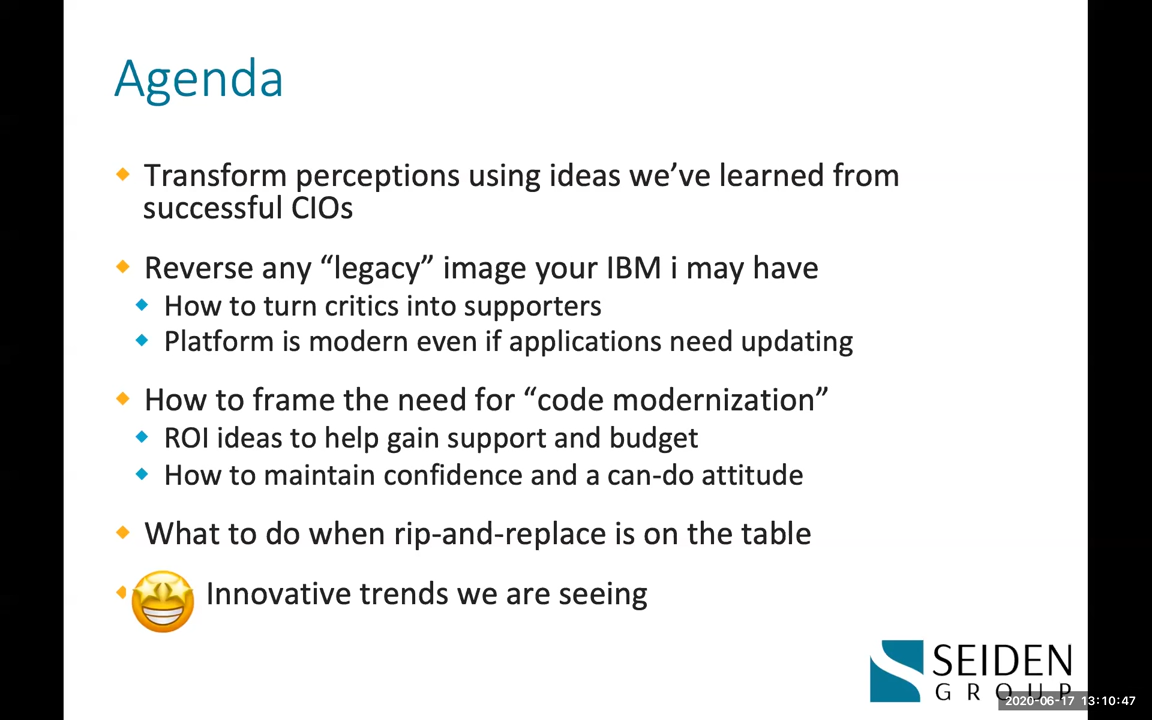 Agenda
Transform perceptions using ideas we’ve learned from
successful CIOs
Reverse any “legacy” image your IBM i may have
How to turn critics into supporters
Platform is modern even if applications need updating
How to frame the need for “code modernization”
ROI ideas to help gain support and budget
How to maintain confidence and a can-do attitude
What to do when rip-and-replace is on the table
Innovative trends we are seeing
SEIDEN
GROUP
2020-06-17 13:10:47